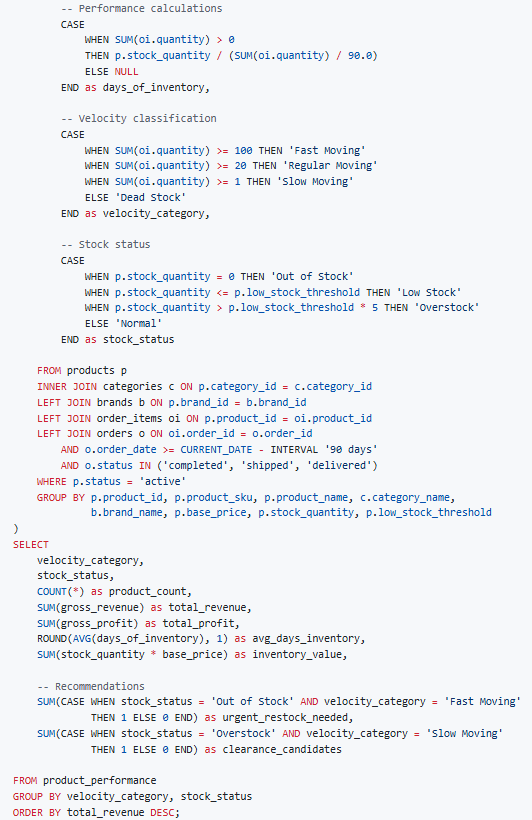 -- Performance calculations
CASE
WHEN SUM(oi.quantity) > 0
THEN p.stock_quantity / (SUM(oi.quantity) / 90.0)
ELSE NULL
END as days_of_inventory,
-- Velocity classification
CASE
WHEN SUM(oi.quantity) >= 100 THEN 'Fast Moving'
WHEN SUM(oi.quantity) >= 20 THEN 'Regular Moving'
WHEN SUM(oi.quantity) >= 1 THEN 'Slow Moving'
ELSE 'Dead Stock'
END as velocity_category,
-- Stock status
CASE
WHEN p.stock_quantity = 0 THEN 'Out of Stock'
WHEN p.stock_quantity <= p.low_stock_threshold THEN 'Low Stock'
WHEN p.stock_quantity > p.low_stock_threshold * 5 THEN 'Overstock'
ELSE 'Normal'
END as stock_status
FROM products p
INNER JOIN categories c ON p.category_id = c.category_id
LEFT JOIN brands b ON p.brand_id = b.brand_id
LEFT JOIN order_items oi ON p.product_id = oi.product_id
LEFT JOIN orders o ON oi.order_id = o.order_id
AND o.order_date >= CURRENT_DATE - INTERVAL '90 days'
AND o.status IN ('completed', 'shipped', 'delivered')
WHERE p.status = 'active'
GROUP BY p.product_id, p.product_sku, p.product_name, c.category_name,
b.brand_name, p.base_price, p.stock_quantity, p.low_stock_threshold
)
SELECT
velocity_category,
stock_status,
COUNT(*) as product_count,
SUM(gross_revenue) as total_revenue,
SUM(gross_profit) as total_profit,
ROUND(AVG(days_of_inventory), 1) as avg_days_inventory,
SUM(stock_quantity * base_price) as inventory_value,
-- Recommendations
SUM(CASE WHEN stock_status = 'Out of Stock' AND velocity_category = 'Fast Moving'
THEN 1 ELSE 0 END) as urgent_restock_needed,
SUM(CASE WHEN stock_status = 'Overstock' AND velocity_category = 'Slow Moving'
THEN 1 ELSE 0 END) as clearance_candidates
FROM product_performance
GROUP BY velocity_category, stock_status
ORDER BY total_revenue DESC;